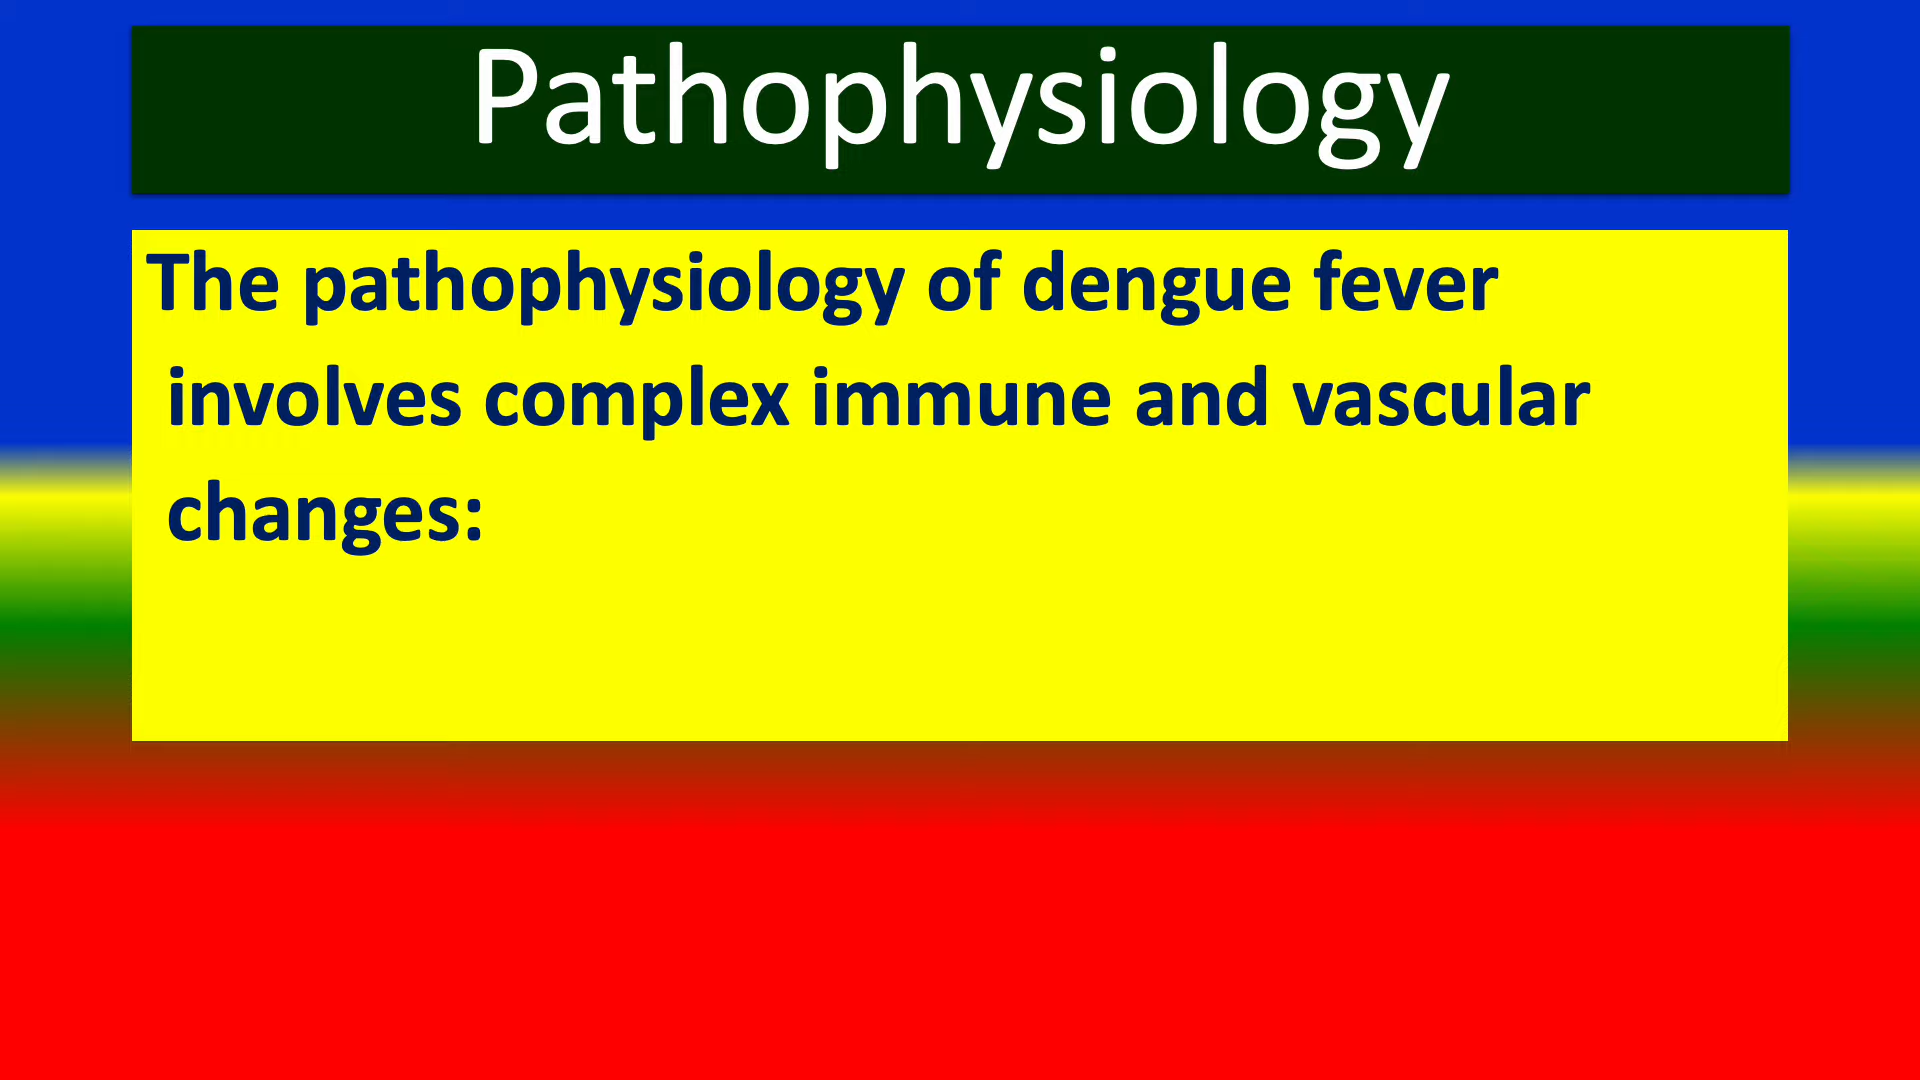 Pathophysiology
The pathophysiology of dengue fever
involves complex immune and vascular
changes: